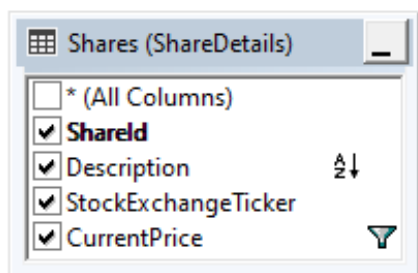 Shares (ShareDetails)
* (All Columns)
ShareId
Description
StockExchangeTicker
CurrentPrice